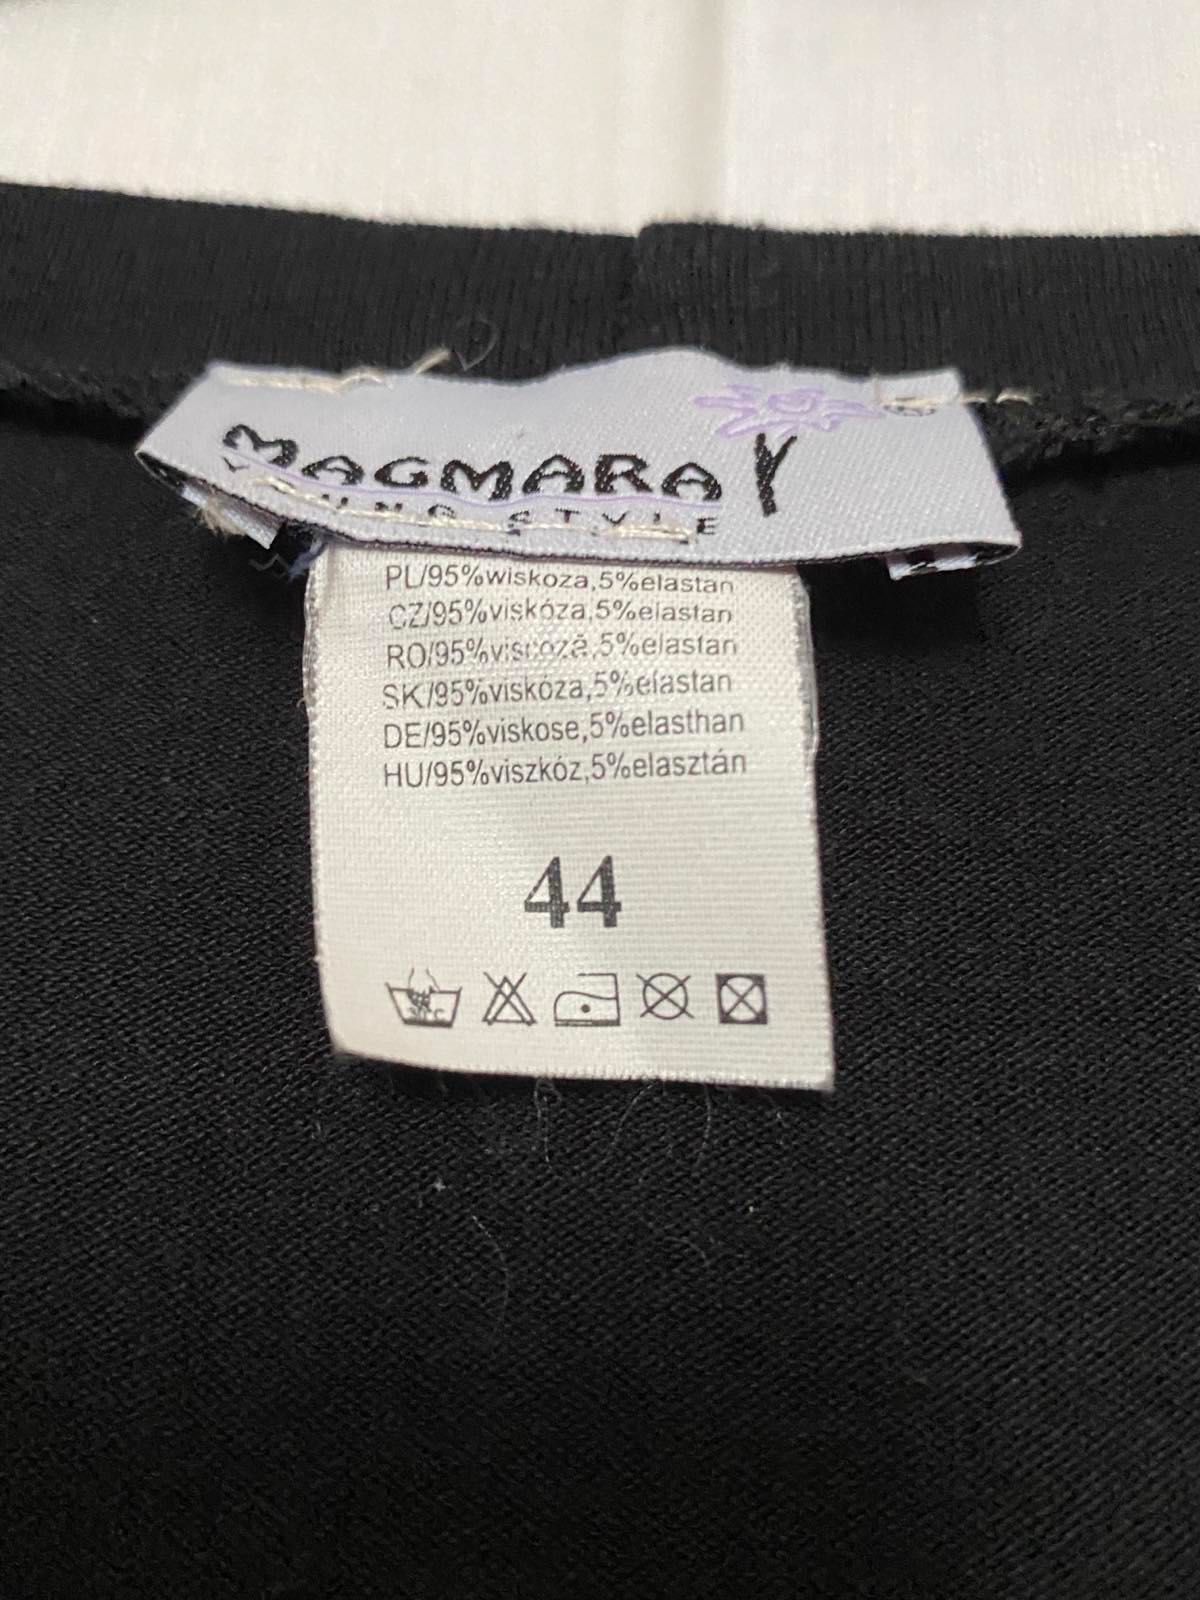 MAGMARA
STYLE
PL/95%wiskoza,5%elastan
CZ/95%viskóza,5%elastan
RO/95%viscoză,5%elastan
SK/95%viskóza,5%elastan
DE/95%viskose,5%elasthan
HU/95%viszkóz,5%elasztán
44